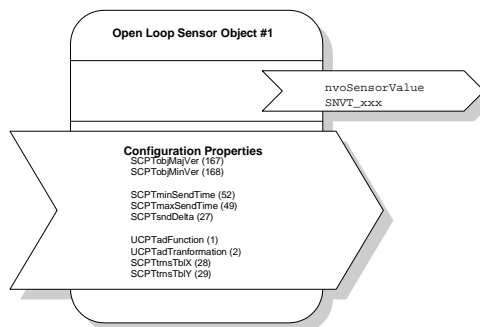 Open Loop Sensor Object #1
nvoSensorValue
SNVT_xxx
Configuration Properties
SCPTobjMajVer (167)
SCPTobjMinVer (168)
SCPTminSendTime (52)
SCPTmaxSendTime (49)
SCPTsndDelta (27)
UCPTadFunction (1)
UCPTadTranformation (2)
SCPTtrnsTblX (28)
SCPTtrnsTblY (29)